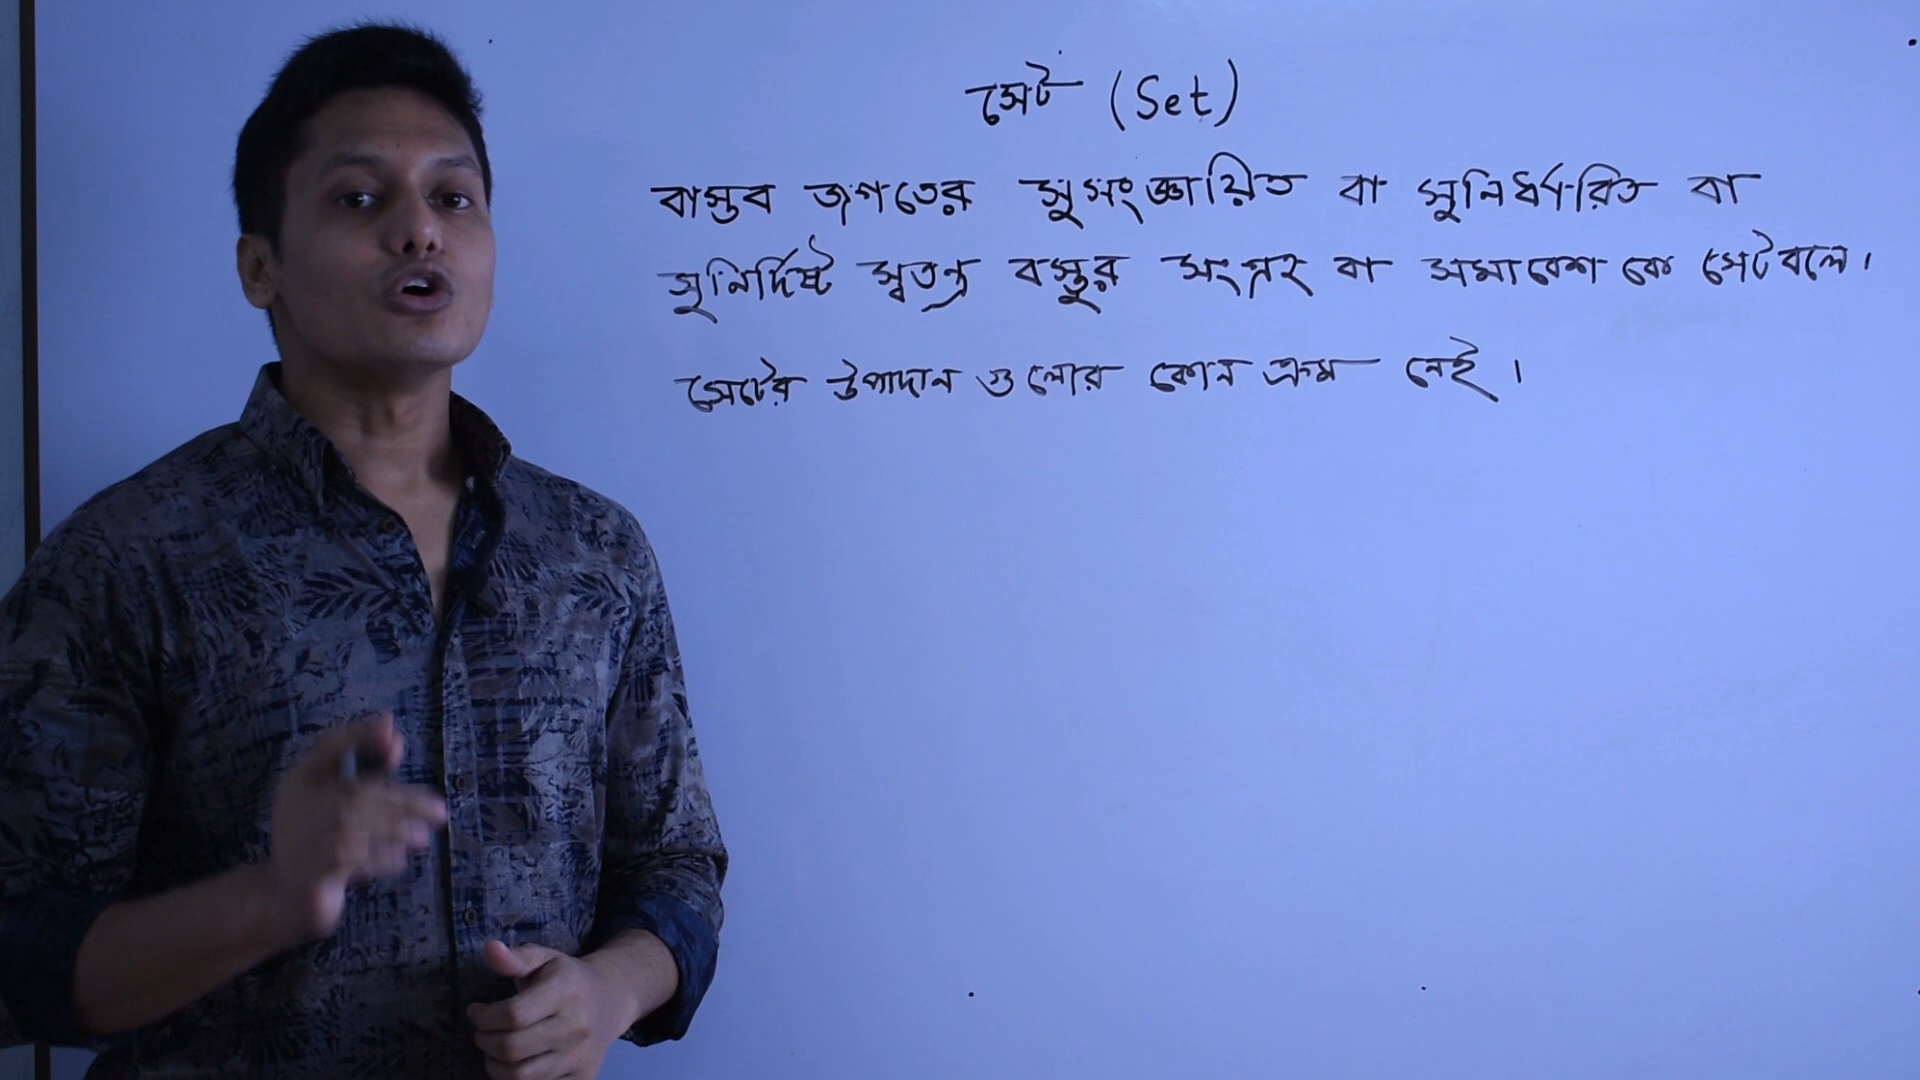 সেট (Set)
বাস্তব জগতের সুসংজ্ঞায়িত বা সুনির্ধারিত বা
সুনির্দিষ্ট স্বতন্ত্র বস্তুর সংগ্রহ বা সমাবেশ কে সেট বলে।
সেটের উপাদান গুলোর কোন ক্রম নেই।